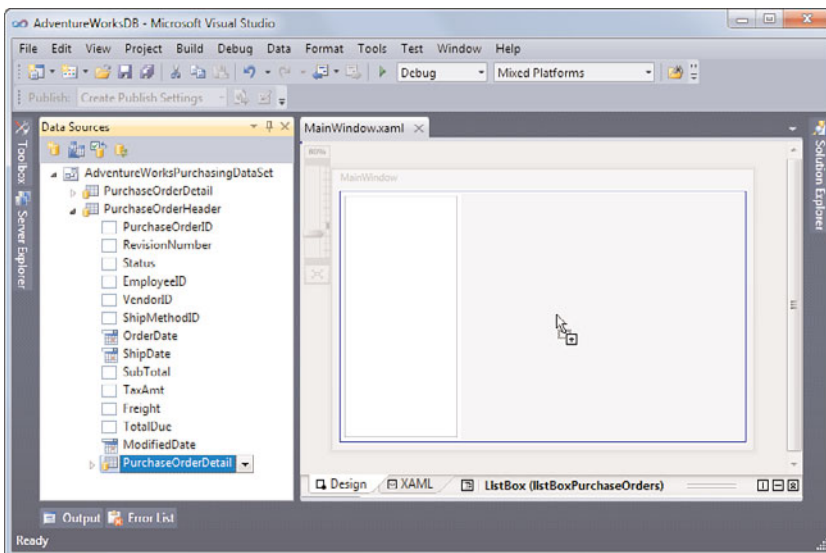 AdventureWorksDB - Microsoft Visual Studio
File Edit View Project Build Debug Data Format Tools Test Window Help
Debug Mixed Platforms
Publish: Create Publish Settings
Toolbox
Server Explorer
Data Sources
AdventureWorksPurchasingDataSet
PurchaseOrderDetail
PurchaseOrderHeader
PurchaseOrderID
RevisionNumber
Status
EmployeeID
VendorID
ShipMethodID
OrderDate
ShipDate
SubTotal
TaxAmt
Freight
TotalDue
ModifiedDate
PurchaseOrderDetail
MainWindow.xaml
80%
MainWindow
Design XAML ListBox (listBoxPurchaseOrders)
Solution Explorer
Output Error List
Ready